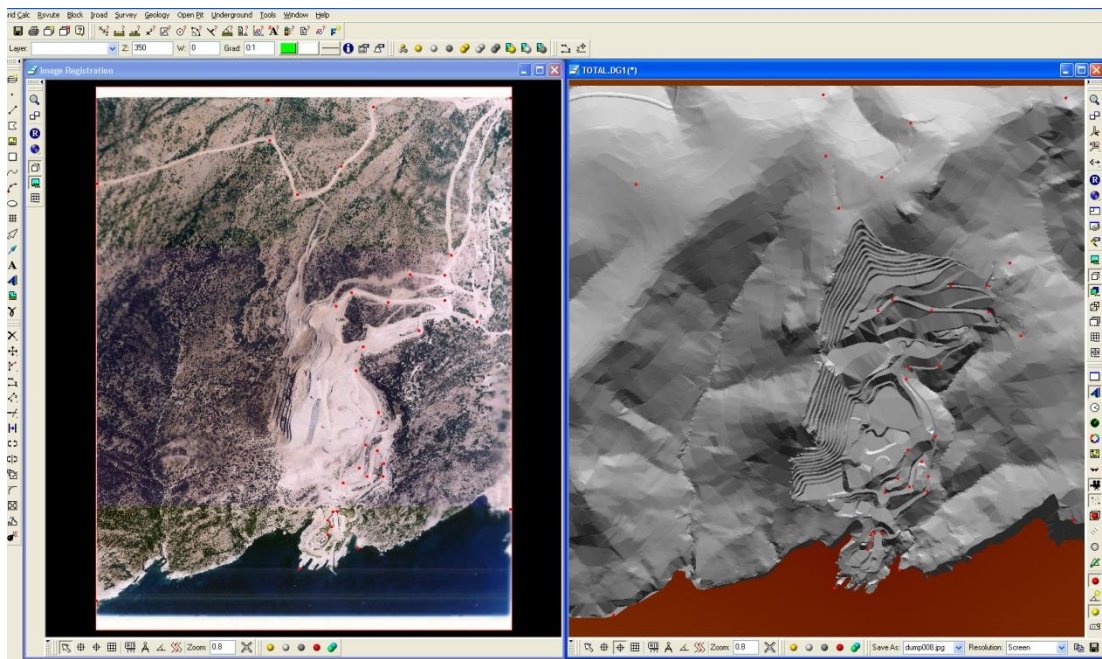 rid Calc Rsvute Block Iroad Survey Geology Open Pit Underground Tools Window Help
Layer: Z: 350 W: 0 Grad: 0:1
Image Registration
TOTAL.DG1(*)
Zoom: 0.8
Zoom: 0.8 Save As: dump008.jpg Resolution: Screen